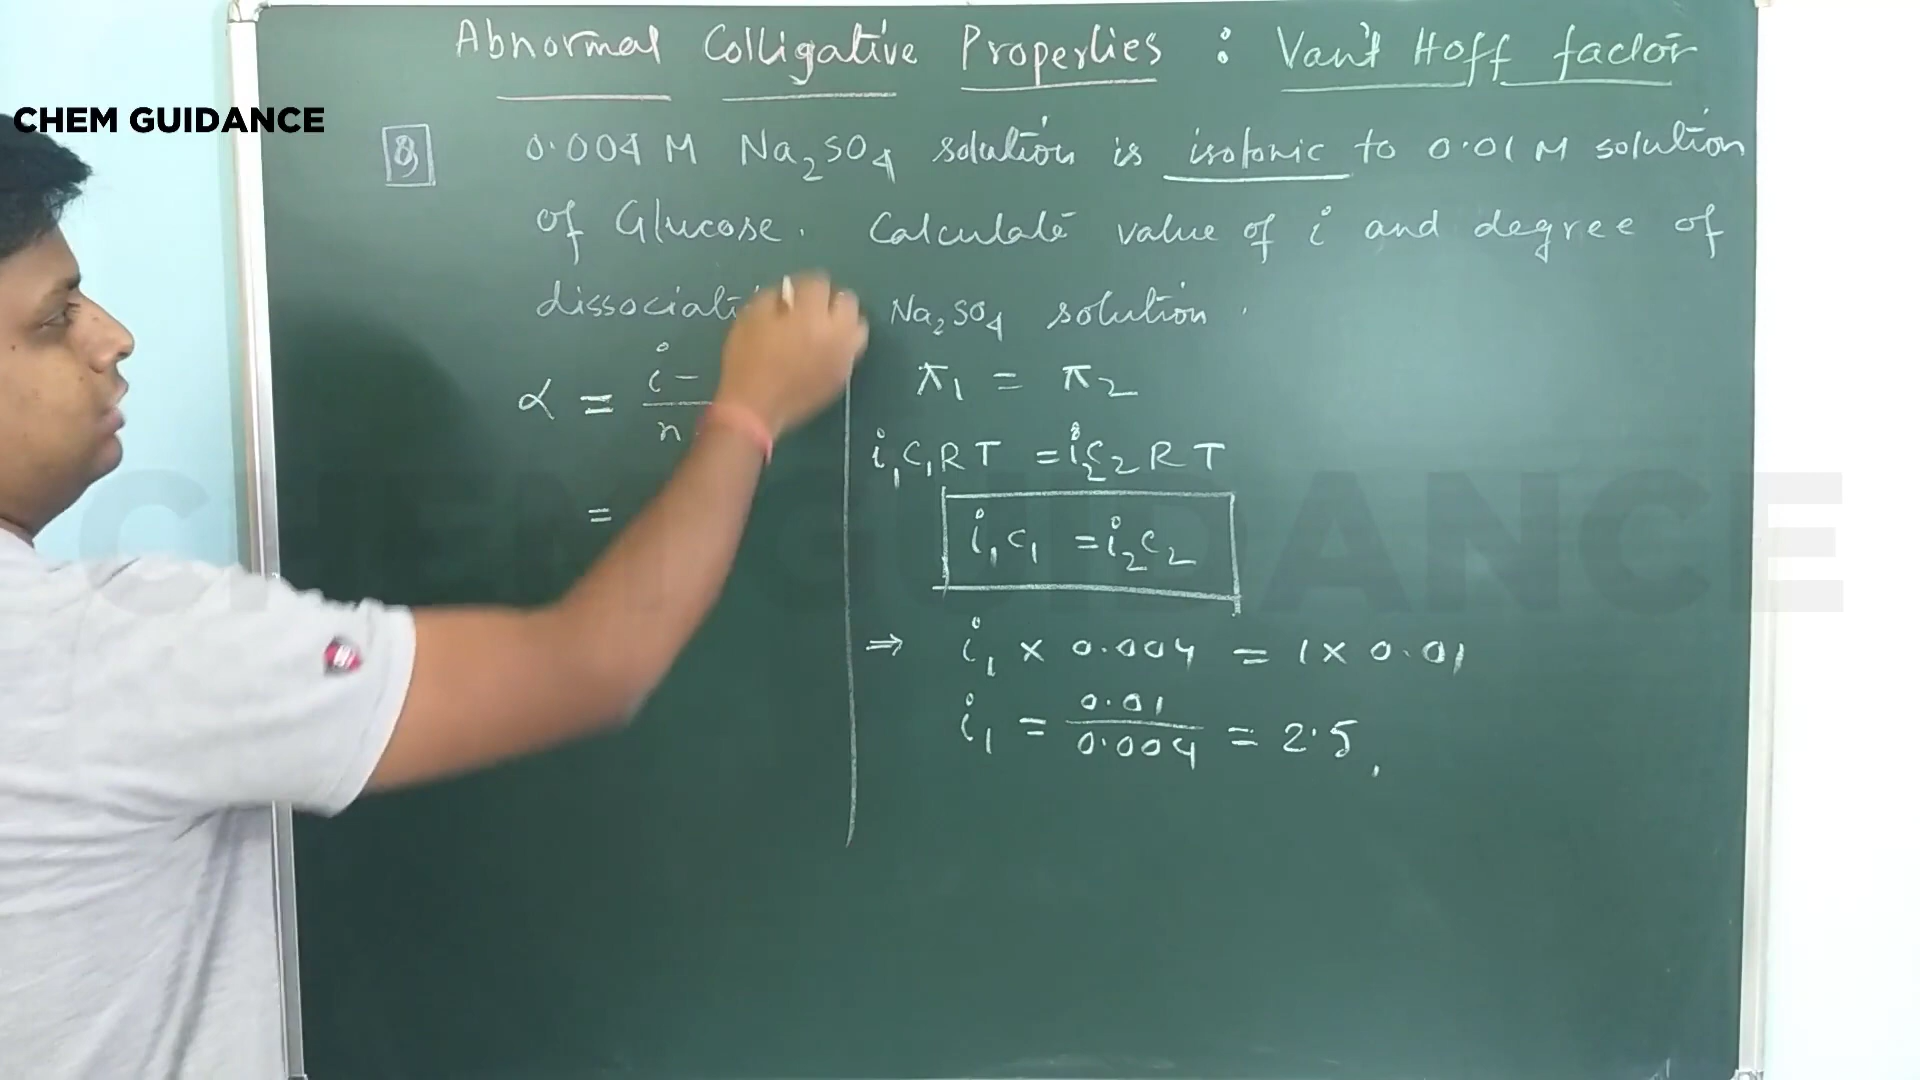 Abnormal Colligative Properties : Van't Hoff factor
CHEM GUIDANCE
8) 0.004 M Na₂SO₄ solution is isotonic to 0.01 M solution
of Glucose. Calculate value of i and degree of
dissociati Na₂SO₄ solution.
α = i - / n
=
π₁ = π₂
i₁C₁RT = i₂C₂RT
i₁C₁ = i₂C₂
⇒ i₁ × 0.004 = 1 × 0.01
i₁ = 0.01 / 0.004 = 2.5,
CHEM GUIDANCE